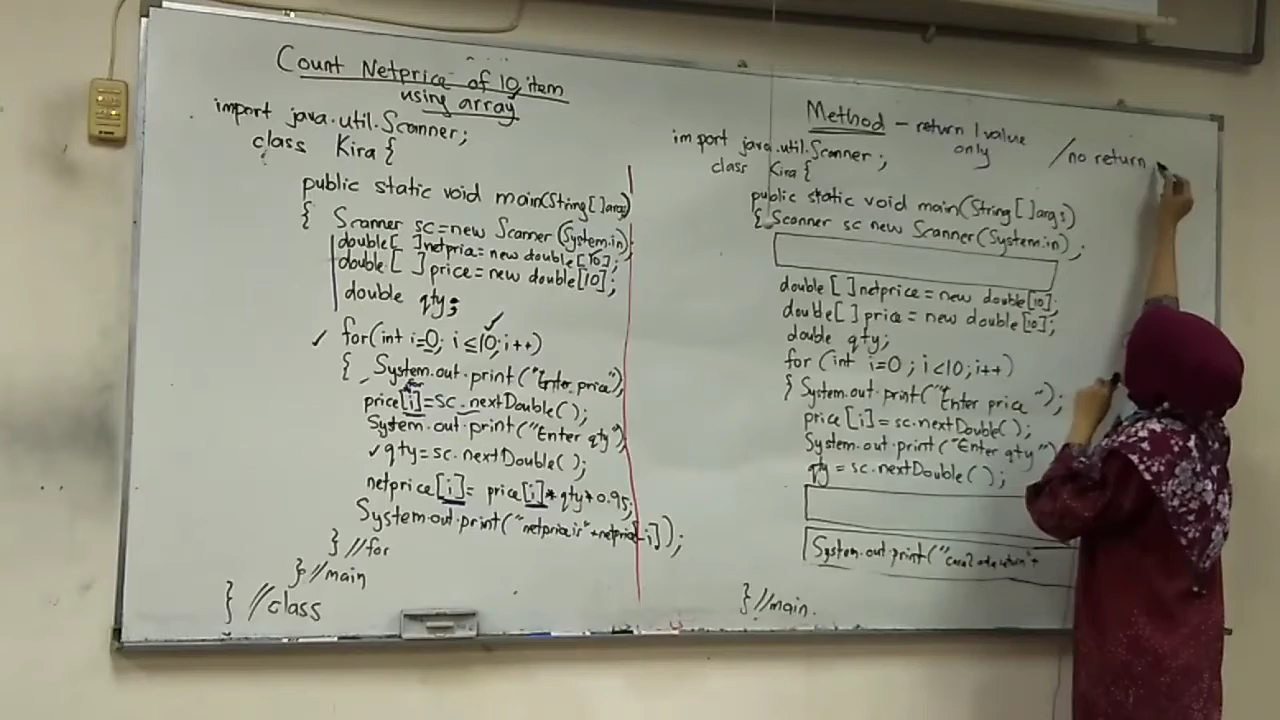 Count Netprice of 10 item
using array
import java.util.Scanner;
class Kira {
public static void main(String[ ]args)
{ Scanner sc=new Scanner(System.in);
double[ ]netprice=new double[10];
double[ ]price=new double[10];
double qty;
for(int i=0; i≤10; i++)
{ System.out.print("Enter price");
price[i]=sc.nextDouble( );
System.out.print("Enter qty")
qty=sc.nextDouble( );
netprice[i]= price[i]*qty*0.95;
System.out.print("netprice is"+netprice[i]);
} //for
} //main
} //class
Method - return 1 value
only
/no return
import java.util.Scanner;
class Kira {
public static void main(String[ ]args)
{ Scanner sc new Scanner(System.in);
double[ ]netprice=new double[10];
double[ ]price=new double[10];
double qty;
for (int i=0; i<10;i++)
{ System.out.print("Enter price");
price[i]=sc.nextDouble( );
System.out.print("Enter qty")
qty=sc.nextDouble( );
System.out.print("cara2 ada return"+
} //main.